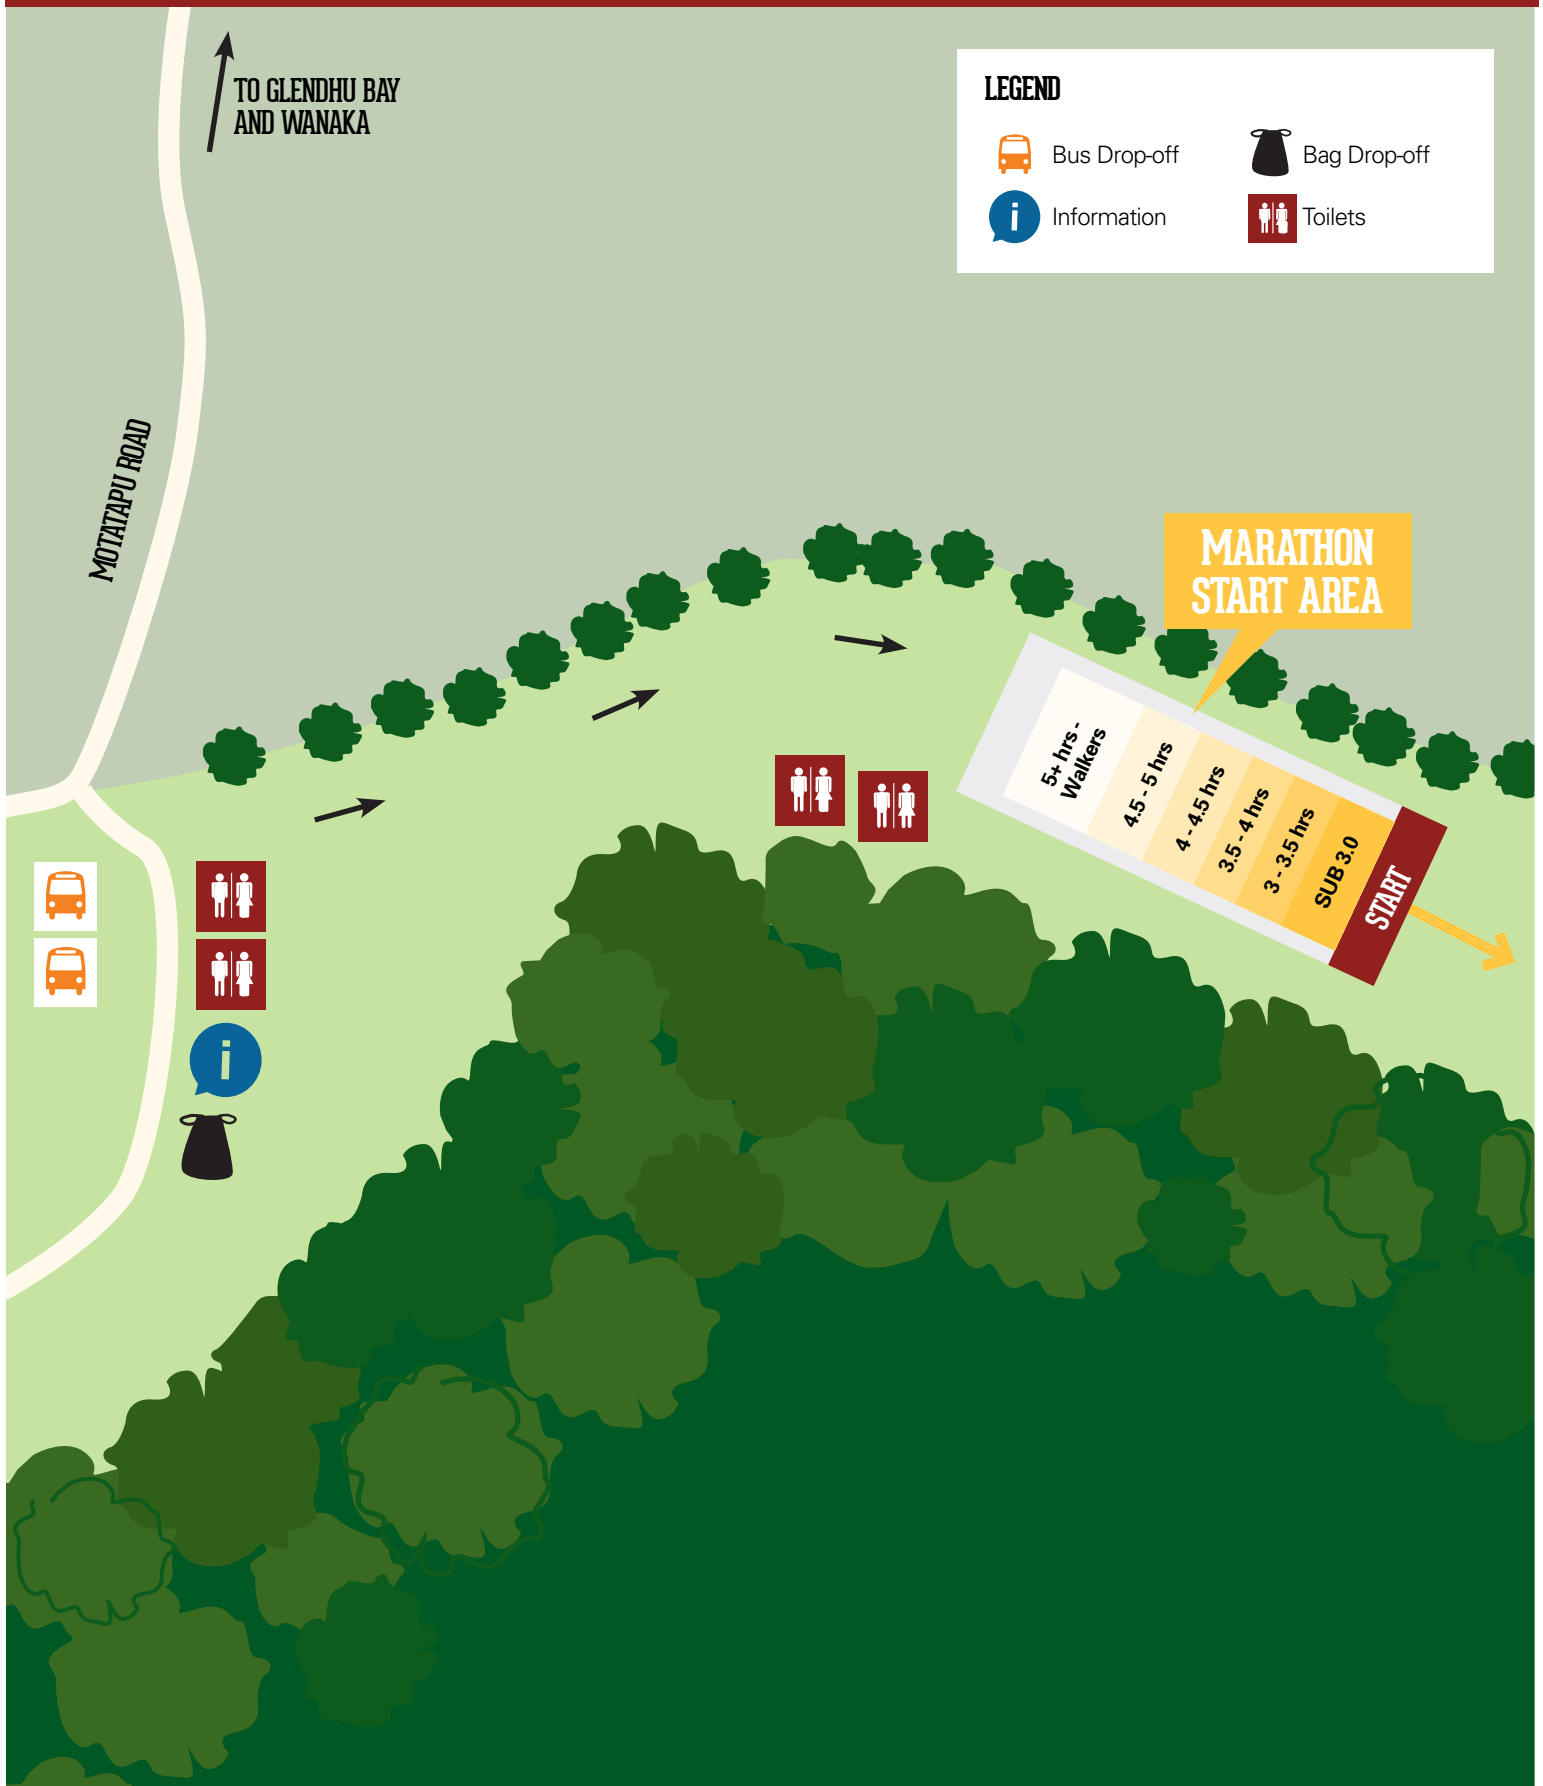 TO GLENDHU BAY
AND WANAKA
LEGEND
Bus Drop-off
Bag Drop-off
i
Information
Toilets
MOTATAPU ROAD
MARATHON
START AREA
5+ hrs -
Walkers
4.5 - 5 hrs
4 - 4.5 hrs
3.5 - 4 hrs
3 - 3.5 hrs
SUB 3.0
START
i